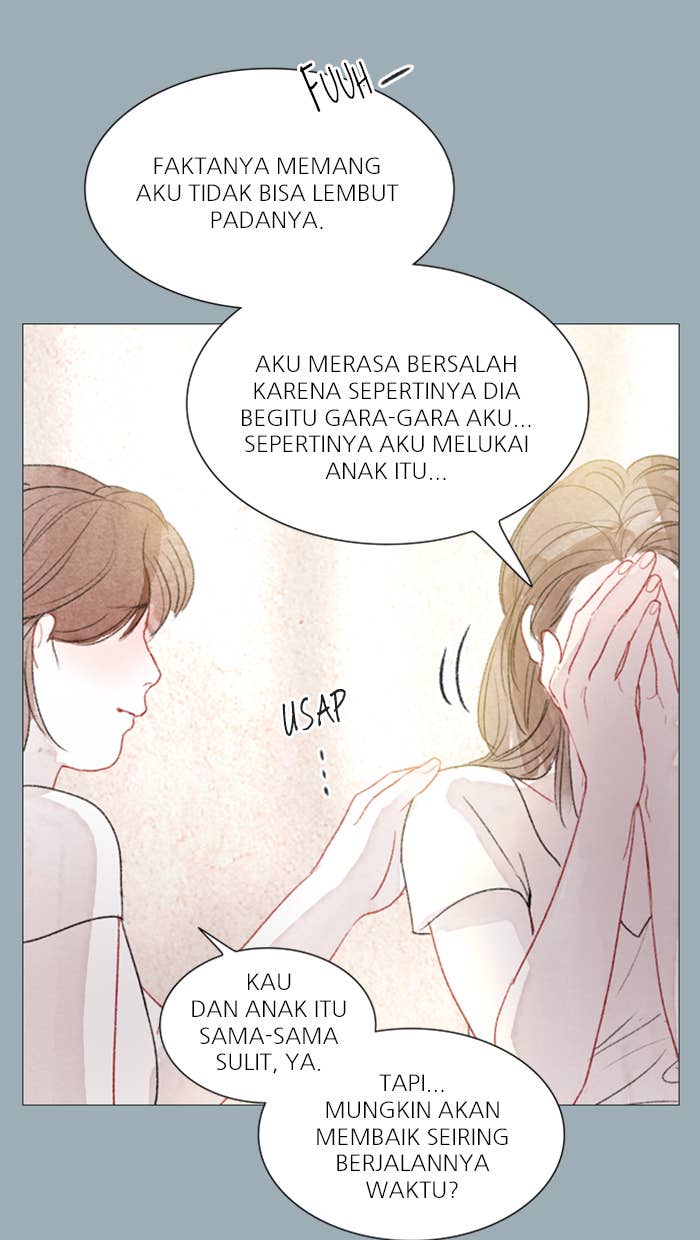 FUUH
FAKTANYA MEMANG
AKU TIDAK BISA LEMBUT
PADANYA.
AKU MERASA BERSALAH
KARENA SEPERTINYA DIA
BEGITU GARA-GARA AKU...
SEPERTINYA AKU MELUKAI
ANAK ITU...
USAP
...
KAU
DAN ANAK ITU
SAMA-SAMA
SULIT, YA.
TAPI...
MUNGKIN AKAN
MEMBAIK SEIRING
BERJALANNYA
WAKTU?